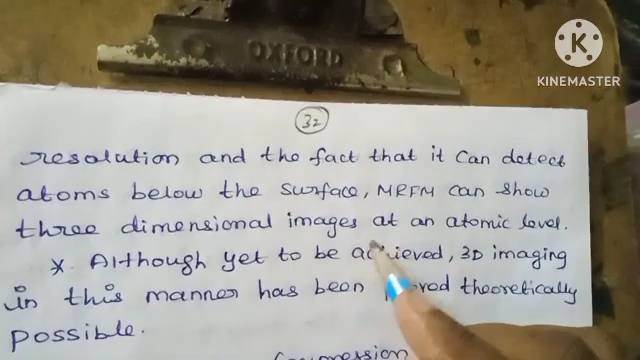 OXFORD
KINEMASTER
32
resolution and the fact that it can detect
atoms below the surface, MRFM can show
three dimensional images at an atomic level.
* Although yet to be achieved, 3D imaging
in this manner has been proved theoretically
possible.